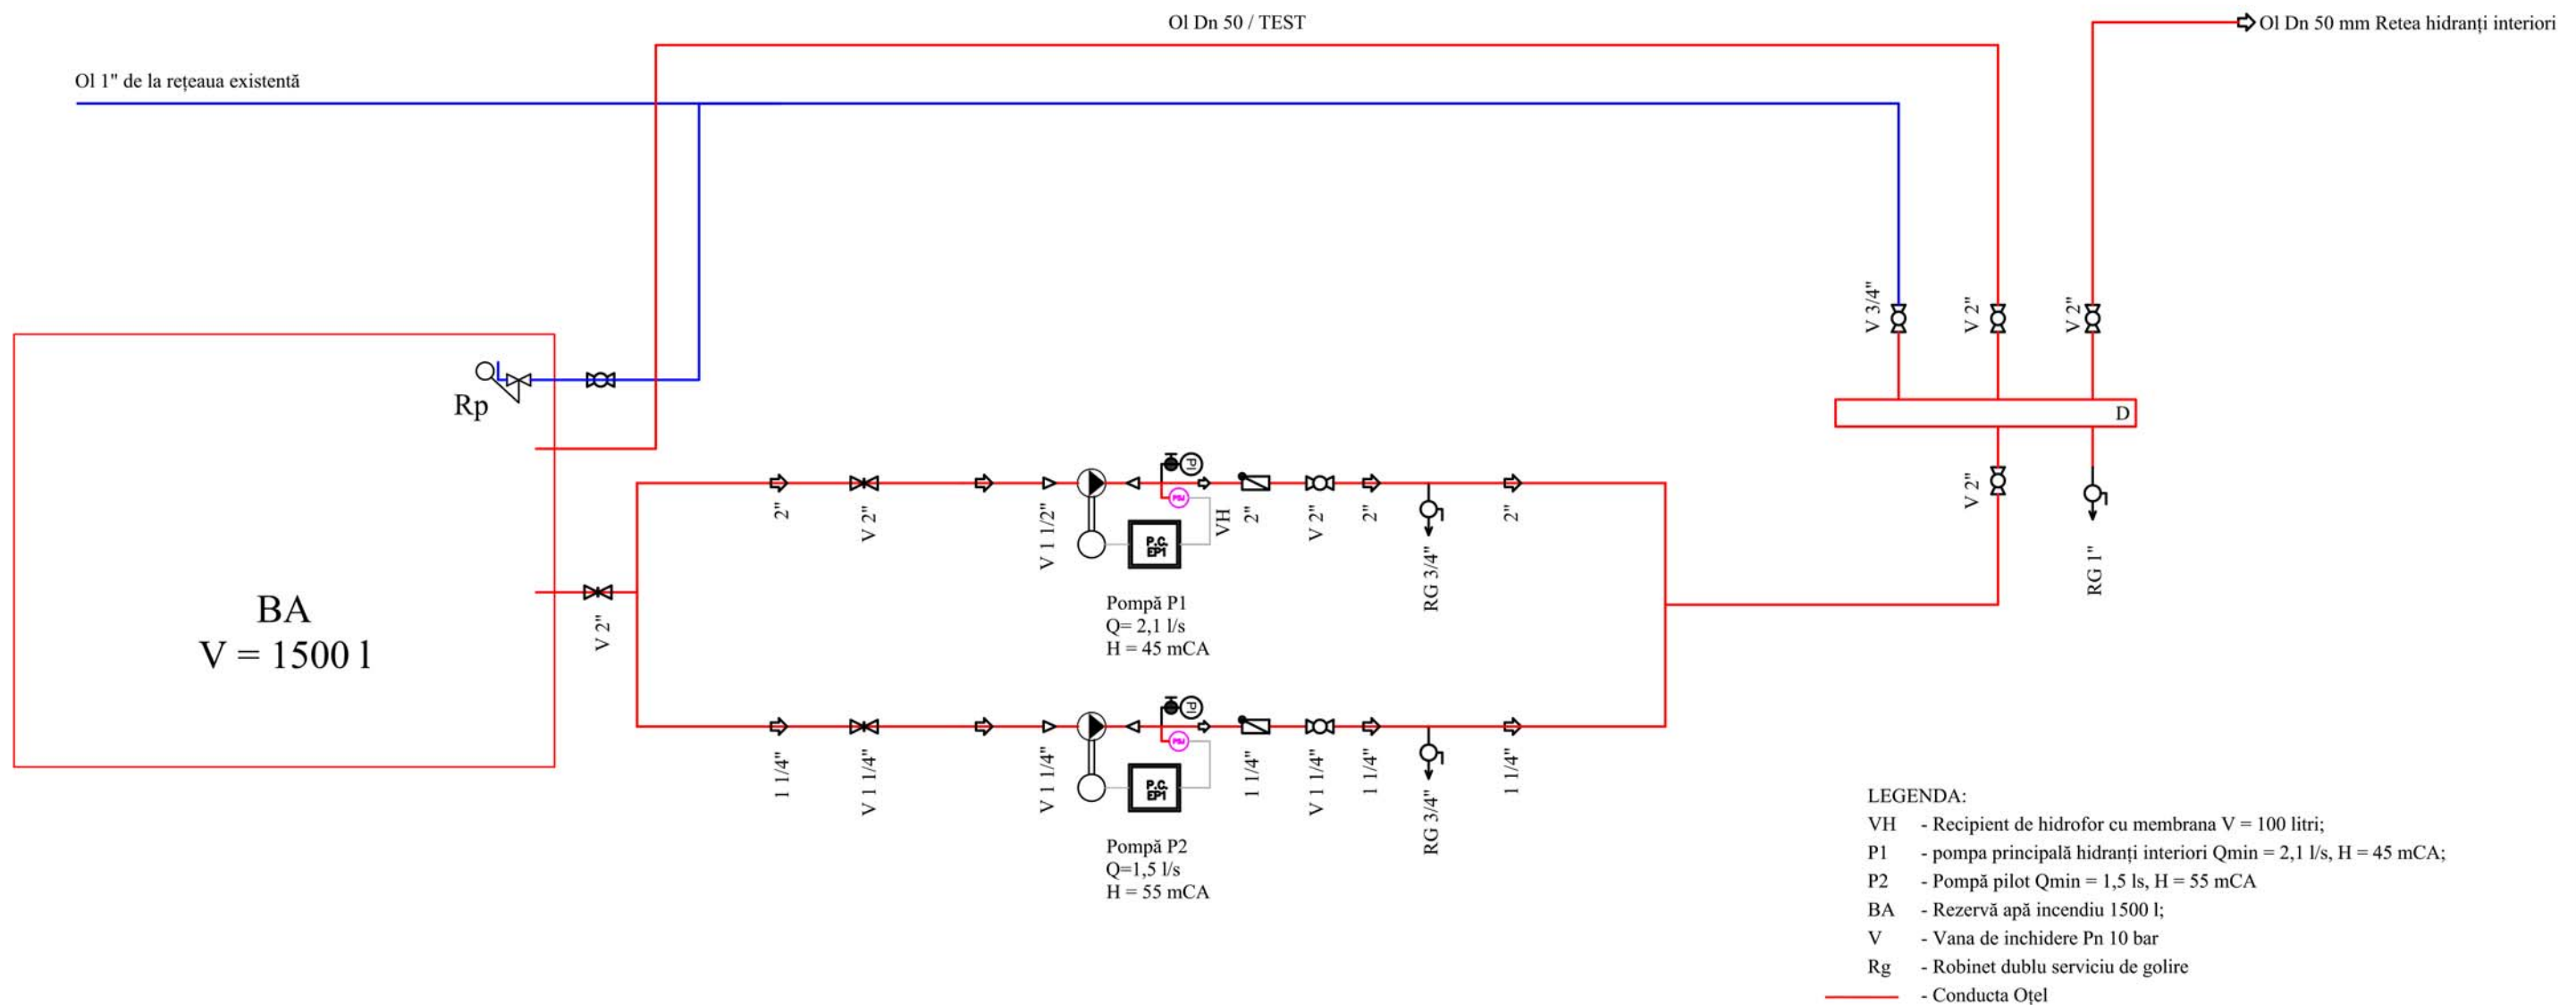 Ol Dn 50 / TEST
Ol Dn 50 mm Retea hidranți interiori
Ol 1" de la rețeaua existentă
V 3/4"
V 2"
V 2"
Rp
D
PI
PSU
2"
V 2"
V 1 1/2"
VH
2"
V 2"
2"
RG 3/4"
2"
V 2"
RG 1"
P.C.
EP1
Pompă P1
Q= 2,1 l/s
H = 45 mCA
BA
V = 1500 l
V 2"
PI
PSU
1 1/4"
V 1 1/4"
V 1 1/4"
1 1/4"
V 1 1/4"
1 1/4"
RG 3/4"
1 1/4"
P.C.
EP1
Pompă P2
Q=1,5 l/s
H = 55 mCA
LEGENDA:
VH - Recipient de hidrofor cu membrana V = 100 litri;
P1 - pompa principală hidranți interiori Qmin = 2,1 l/s, H = 45 mCA;
P2 - Pompă pilot Qmin = 1,5 ls, H = 55 mCA
BA - Rezervă apă incendiu 1500 l;
V - Vana de inchidere Pn 10 bar
Rg - Robinet dublu serviciu de golire
- Conducta Oțel